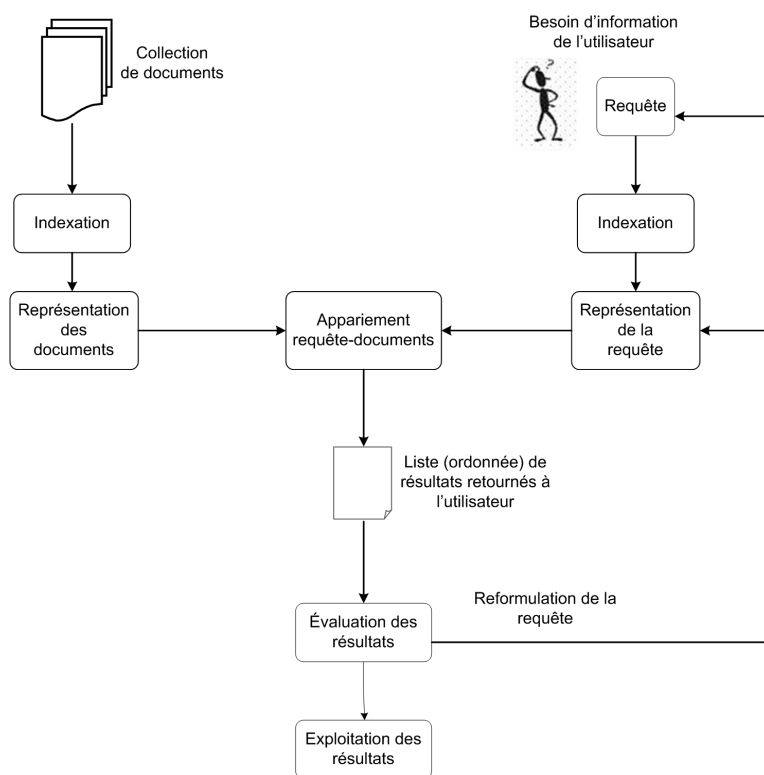 Collection
de documents
Besoin d'information
de l'utilisateur
?
Requête
Indexation
Indexation
Représentation
des
documents
Appariement
requête-documents
Représentation
de la
requête
Liste (ordonnée) de
résultats retournés à
l'utilisateur
Évaluation des
résultats
Reformulation de la
requête
Exploitation des
résultats